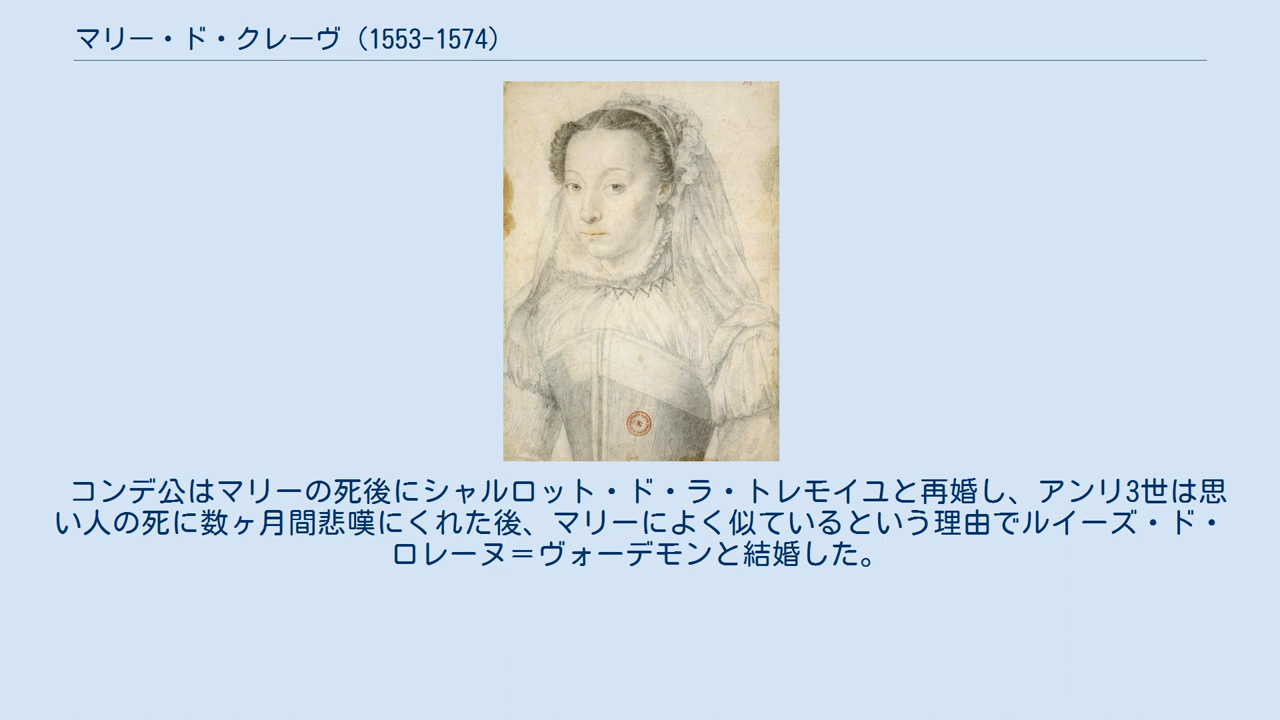 マリー・ド・クレーヴ（1553-1574）
コンデ公はマリーの死後にシャルロット・ド・ラ・トレモイユと再婚し、アンリ3世は思
い人の死に数ヶ月間悲嘆にくれた後、マリーによく似ているという理由でルイーズ・ド・
ロレーヌ＝ヴォーデモンと結婚した。